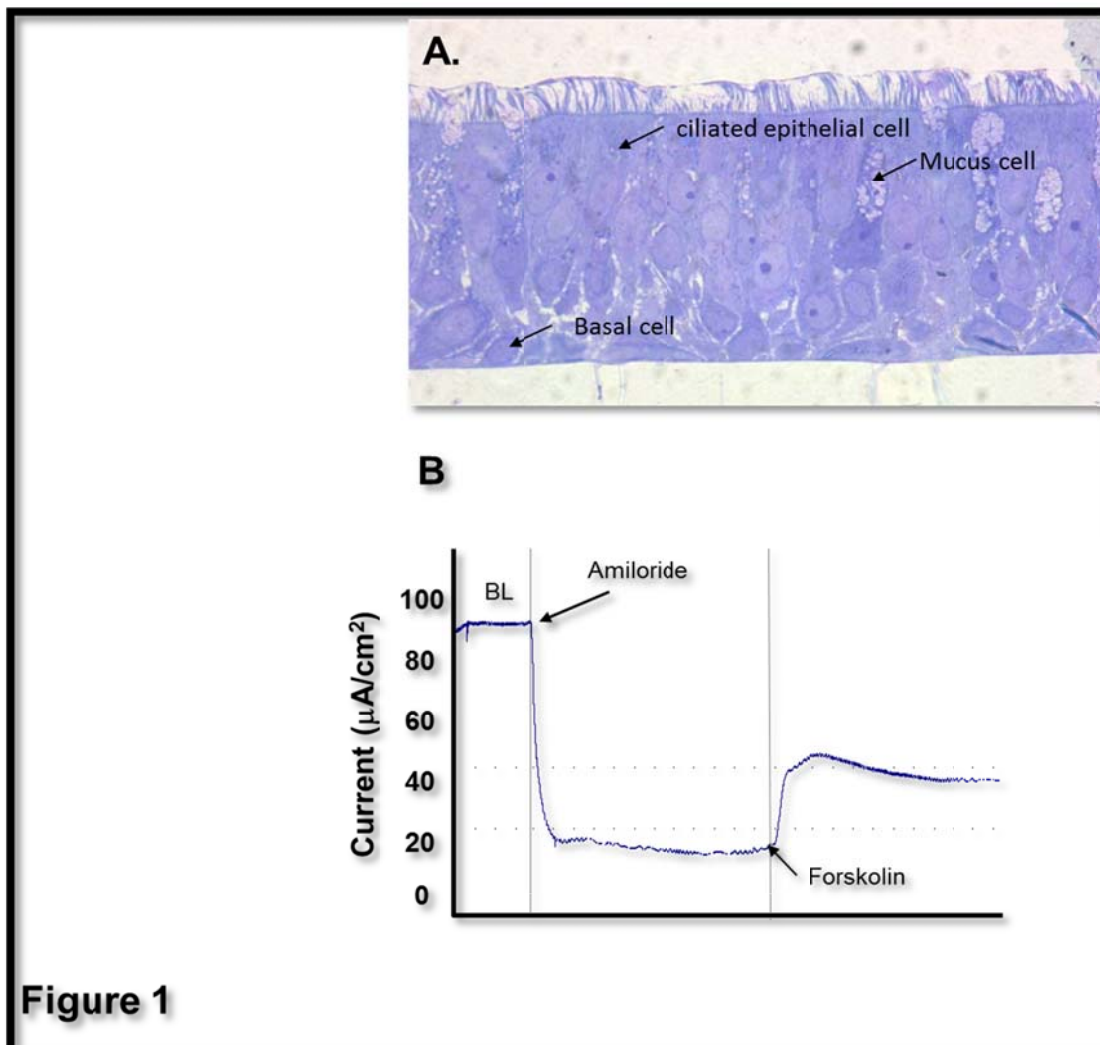 A.
ciliated epithelial cell
Mucus cell
Basal cell
B
Current (μA/cm²)
100
80
60
40
20
0
BL
Amiloride
Forskolin
Figure 1